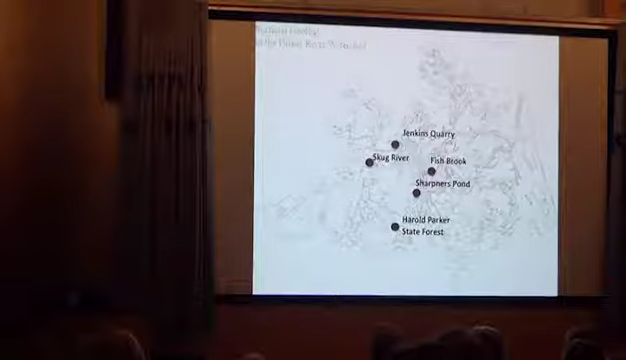 Jenkins Quarry
Skug River
Fish Brook
Sharpners Pond
Harold Parker
State Forest